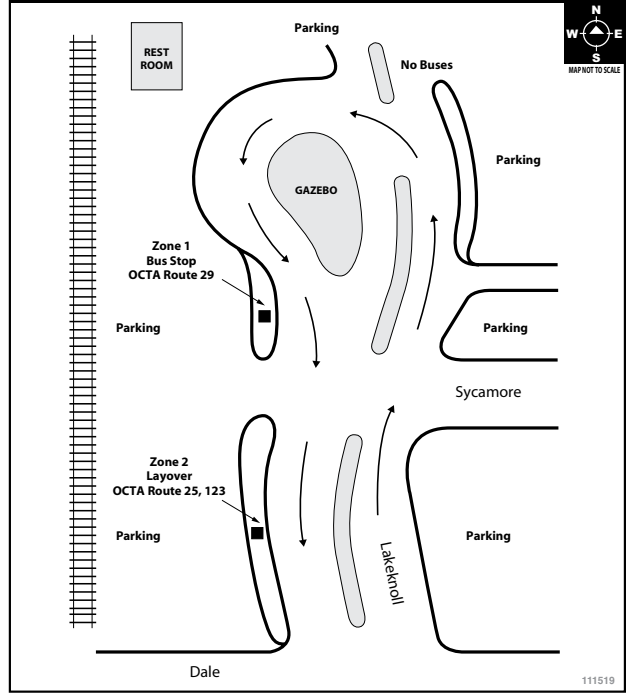 Parking
N
W E
S
MAP NOT TO SCALE
REST
ROOM
No Buses
Parking
GAZEBO
Zone 1
Bus Stop
OCTA Route 29
Parking
Parking
Sycamore
Zone 2
Layover
OCTA Route 25, 123
Parking
Parking
Lakeknoll
Dale
111519